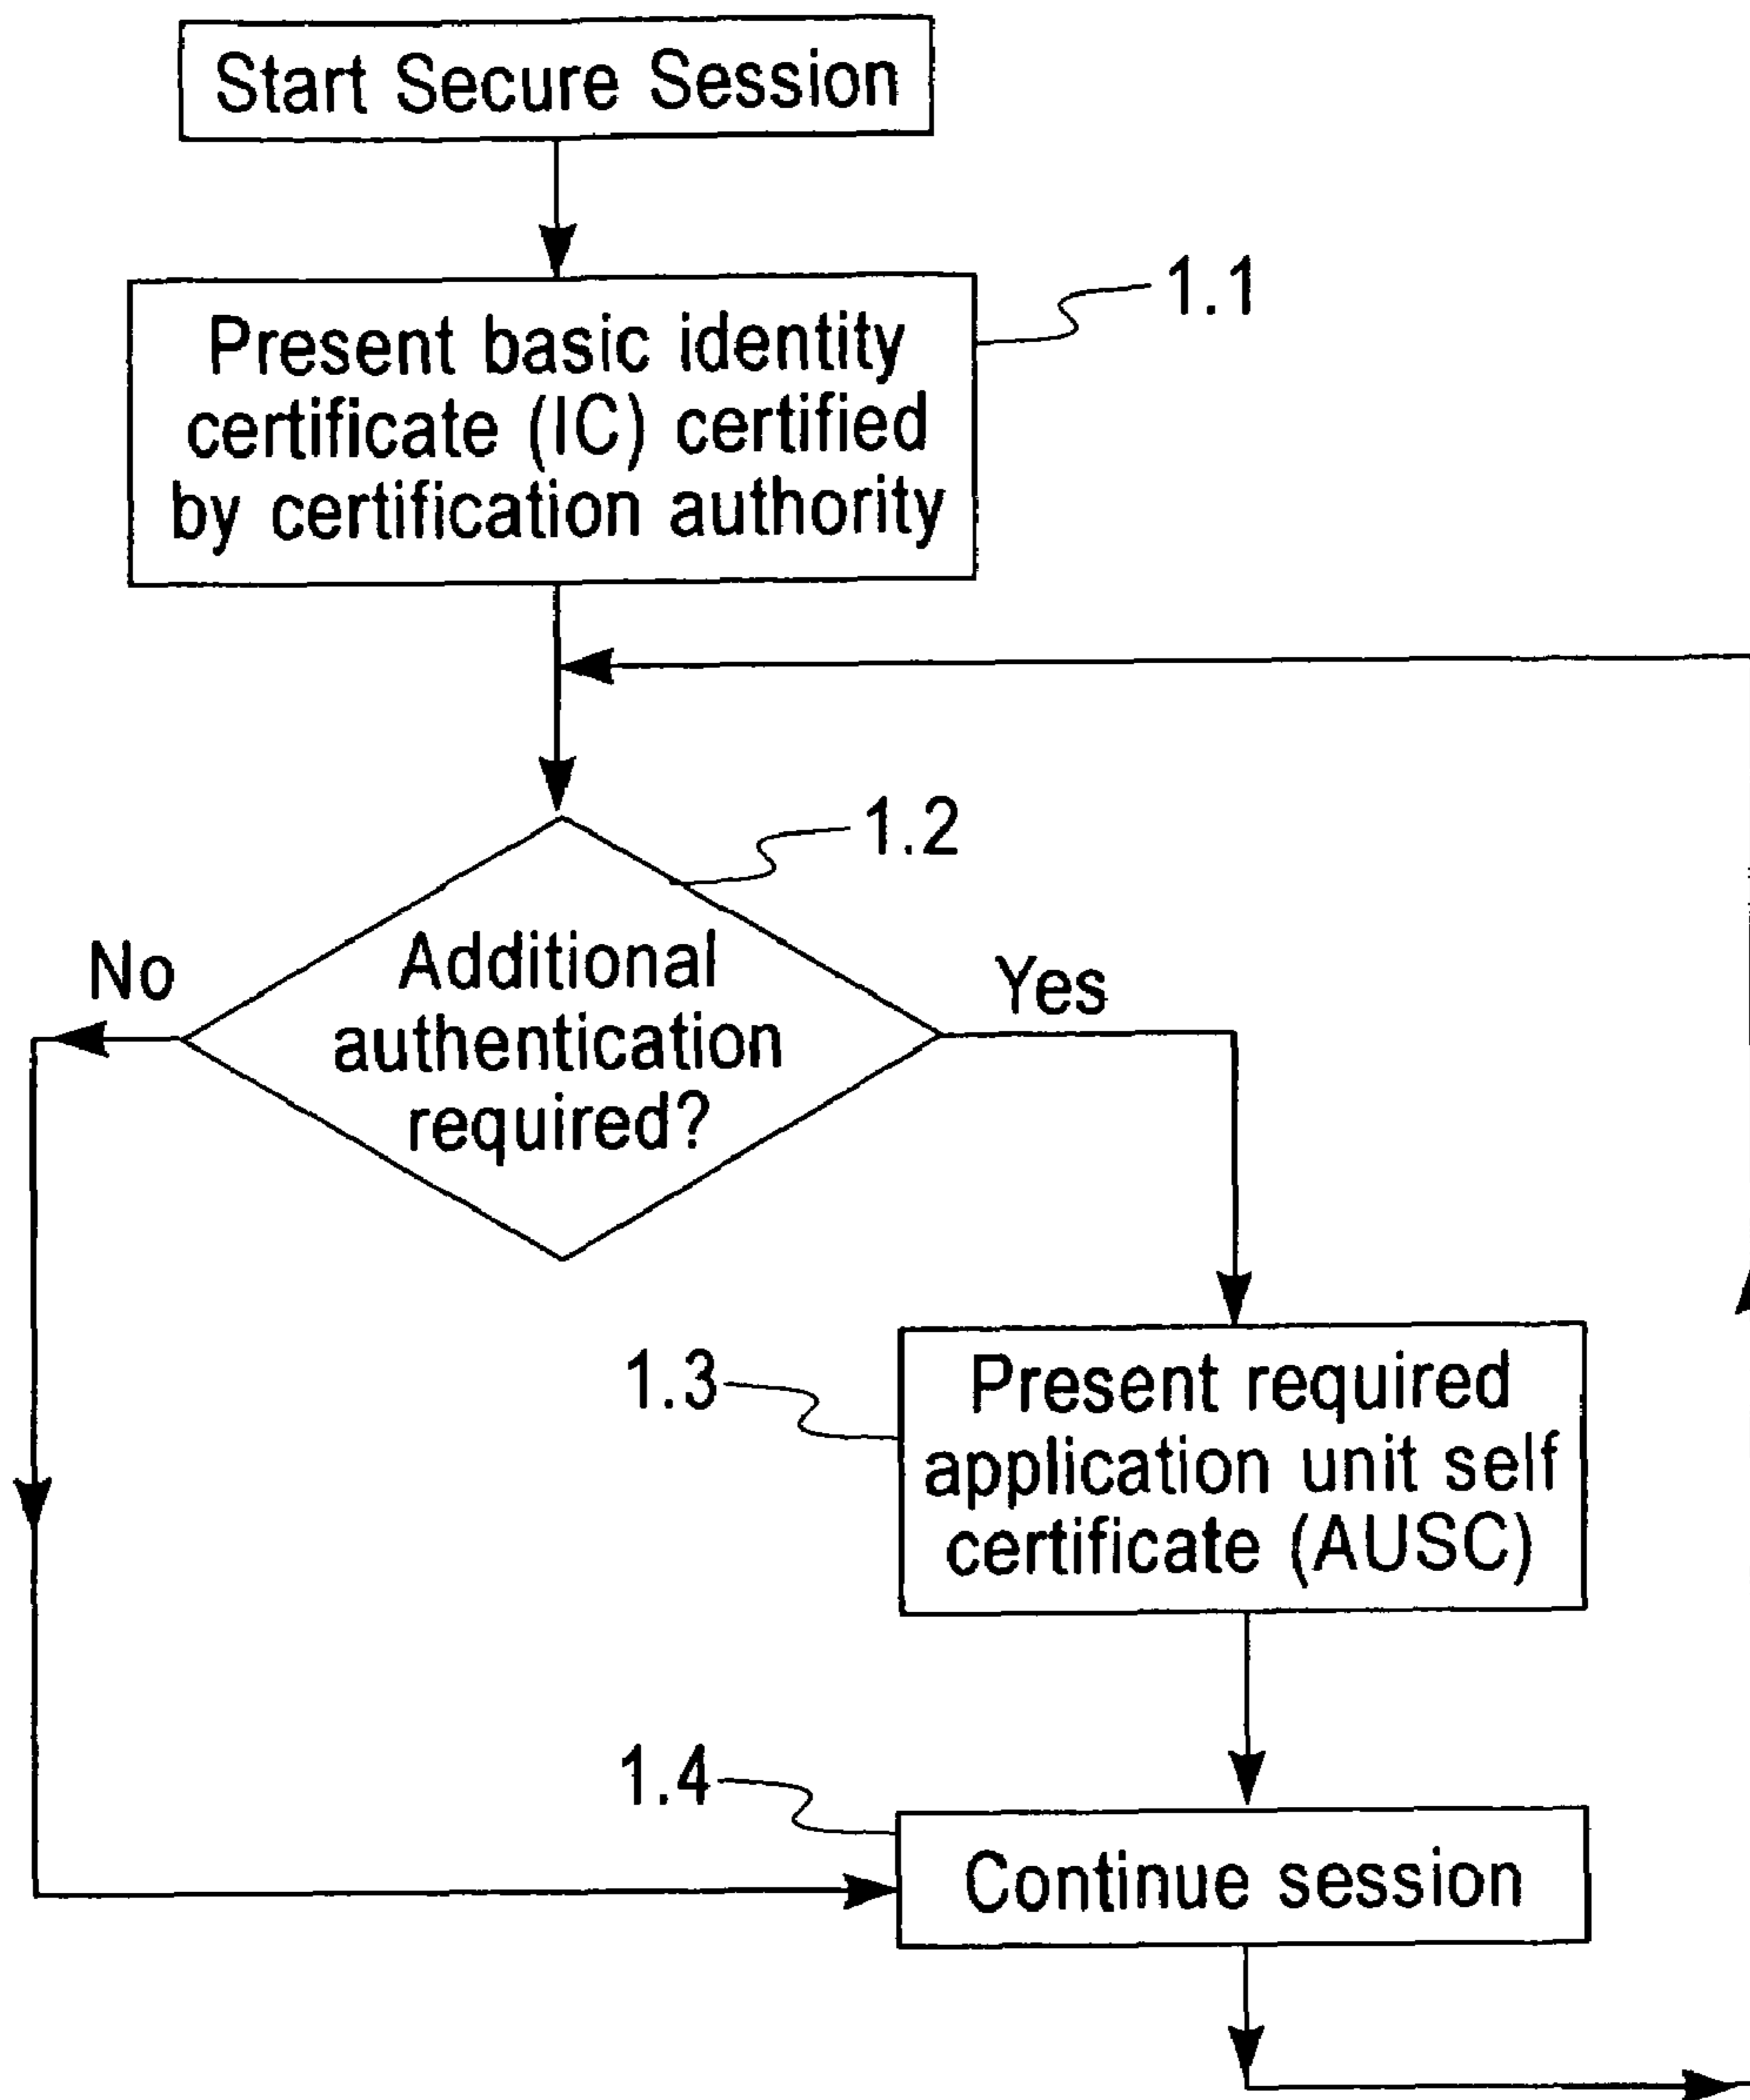 Start Secure Session
Present basic identity
certificate (IC) certified
by certification authority
1.1
1.2
No
Additional
authentication
required?
Yes
1.3
Present required
application unit self
certificate (AUSC)
1.4
Continue session